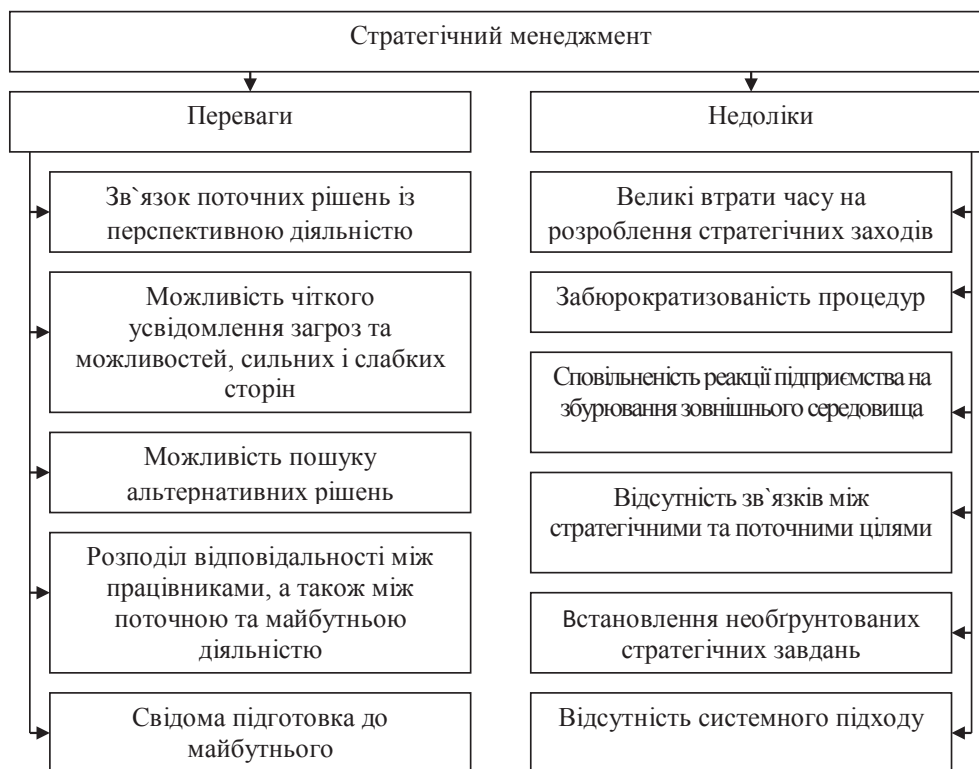 Стратегічний менеджмент
Переваги
Зв`язок поточних рішень із
перспективною діяльністю
Можливість чіткого
усвідомлення загроз та
можливостей, сильних і слабких
сторін
Можливість пошуку
альтернативних рішень
Розподіл відповідальності між
працівниками, а також між
поточною та майбутньою
діяльністю
Свідома підготовка до
майбутнього
Недоліки
Великі втрати часу на
розроблення стратегічних заходів
Забюрократизованість процедур
Сповільненість реакції підприємства на
збурювання зовнішнього середовища
Відсутність зв`язків між
стратегічними та поточними цілями
Встановлення необґрунтованих
стратегічних завдань
Відсутність системного підходу